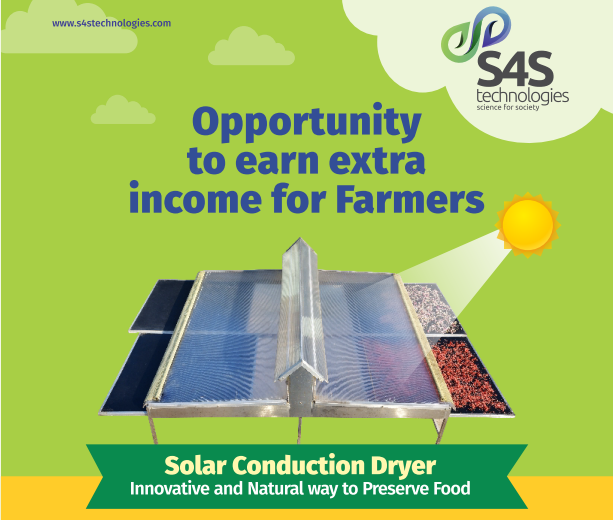 www.s4stechnologies.com
S4S
technologies
science for society
Opportunity
to earn extra
income for Farmers
Solar Conduction Dryer
Innovative and Natural way to Preserve Food